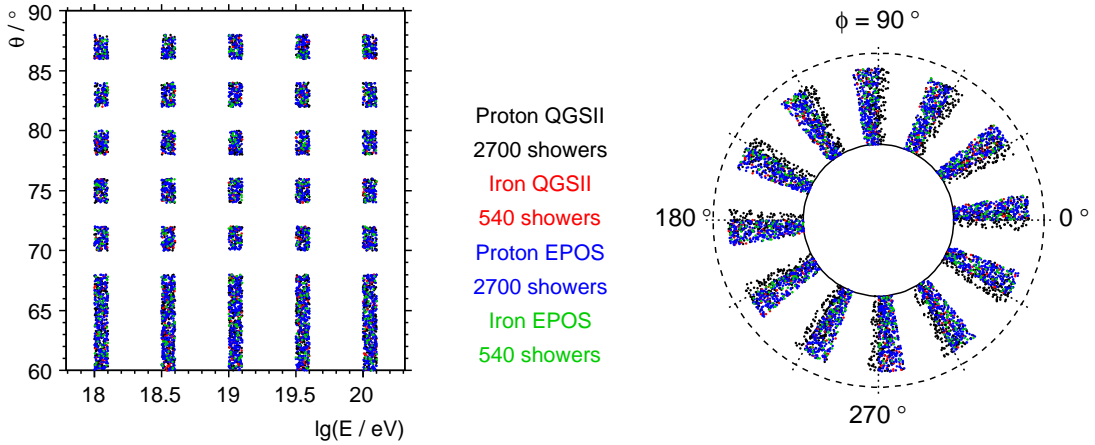 θ / °
90
85
80
75
70
65
60
18
18.5
19
19.5
20
lg(E / eV)
Proton QGSII
2700 showers
Iron QGSII
540 showers
Proton EPOS
2700 showers
Iron EPOS
540 showers
ϕ = 90 °
180 °
0 °
270 °